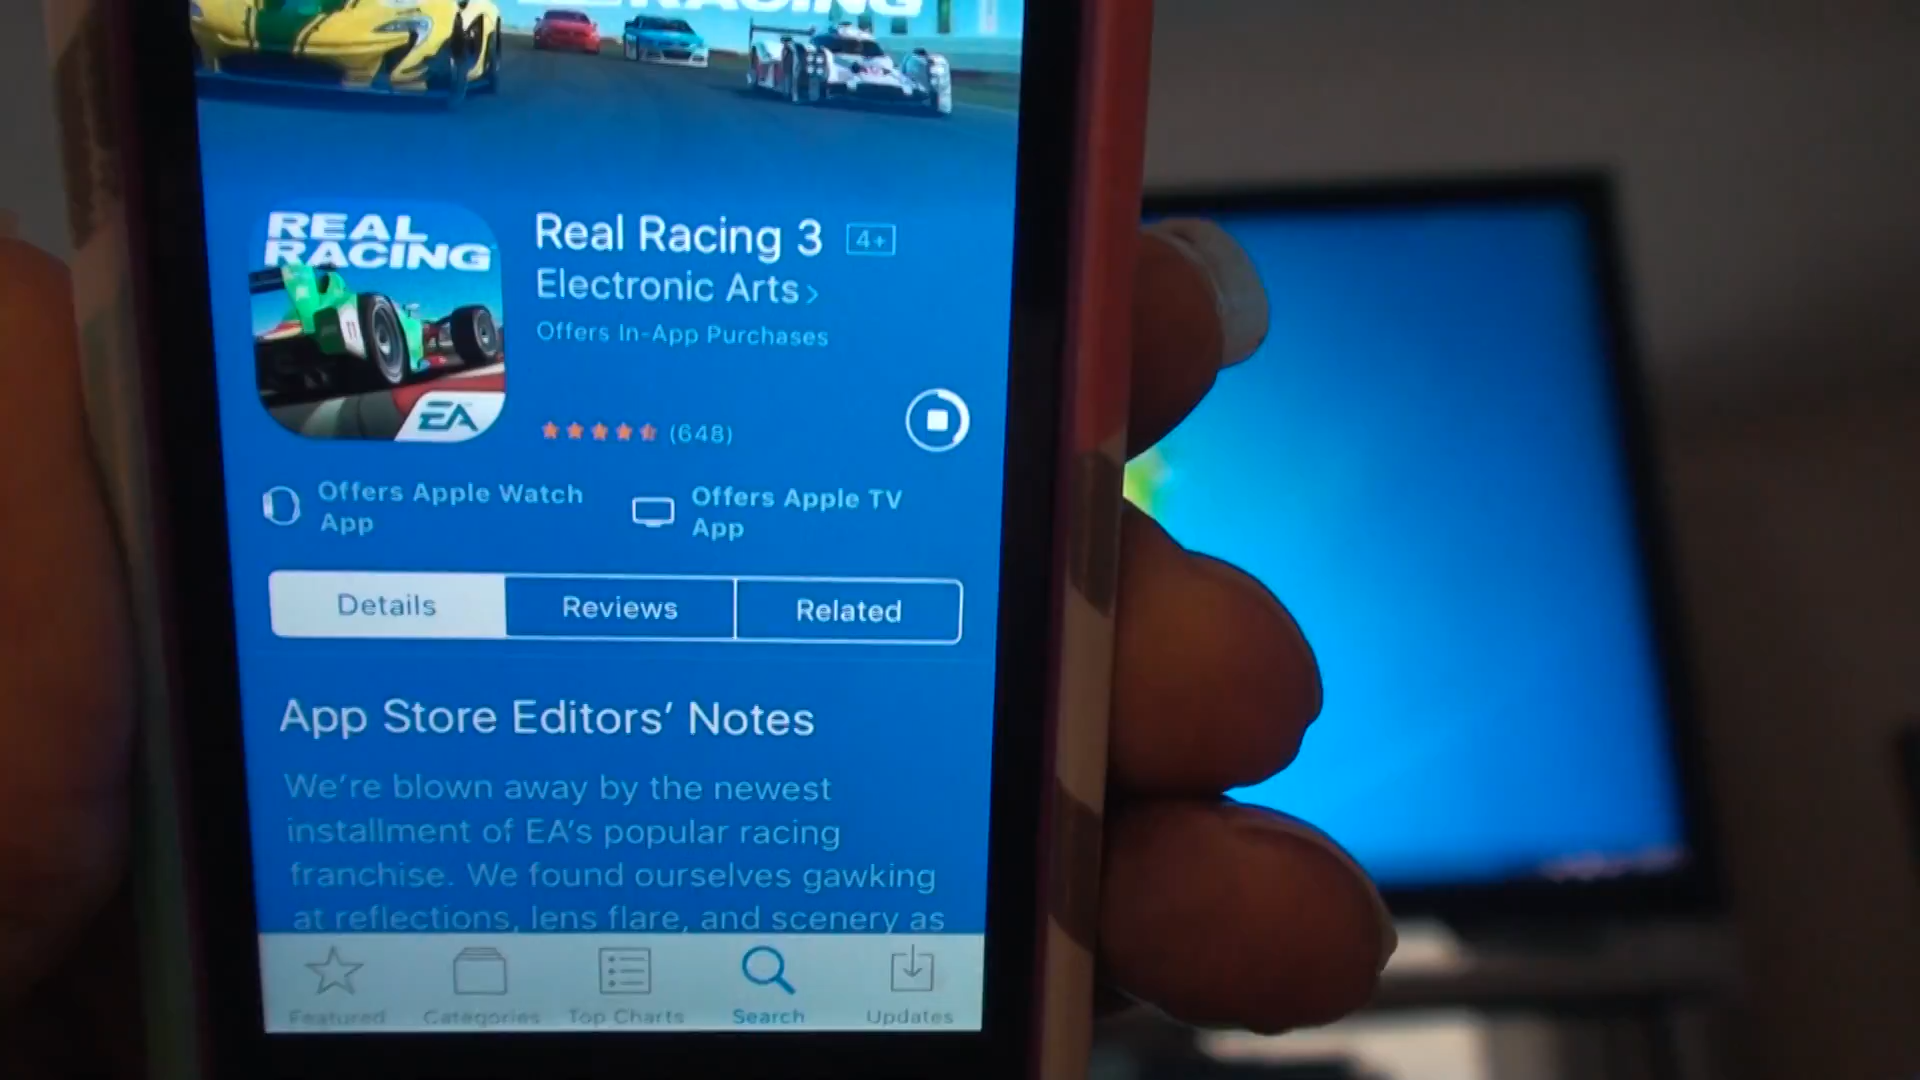 RACING
REAL
RACING
EA
Real Racing 3 4+
Electronic Arts >
Offers In-App Purchases
(648)
Offers Apple Watch
App
Offers Apple TV
App
Details Reviews Related
App Store Editors’ Notes
We’re blown away by the newest
installment of EA’s popular racing
franchise. We found ourselves gawking
at reflections, lens flare, and scenery as
Featured Categories Top Charts Search Updates